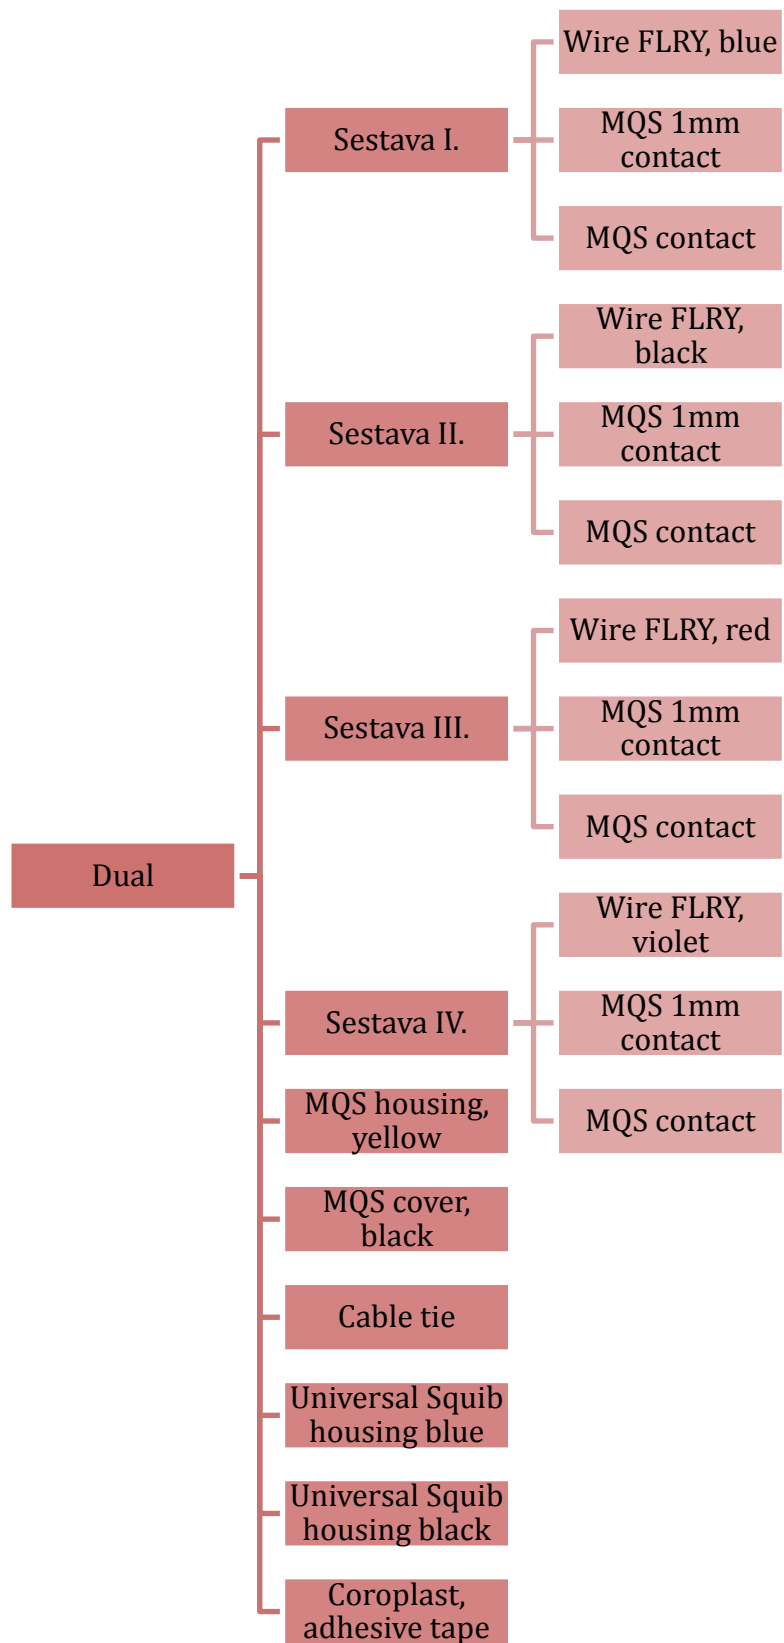 Wire FLRY, blue
Sestava I.
MQS 1mm
contact
MQS contact
Wire FLRY,
black
Sestava II.
MQS 1mm
contact
MQS contact
Wire FLRY, red
Sestava III.
MQS 1mm
contact
MQS contact
Dual
Wire FLRY,
violet
Sestava IV.
MQS 1mm
contact
MQS contact
MQS housing,
yellow
MQS cover,
black
Cable tie
Universal Squib
housing blue
Universal Squib
housing black
Coroplast,
adhesive tape